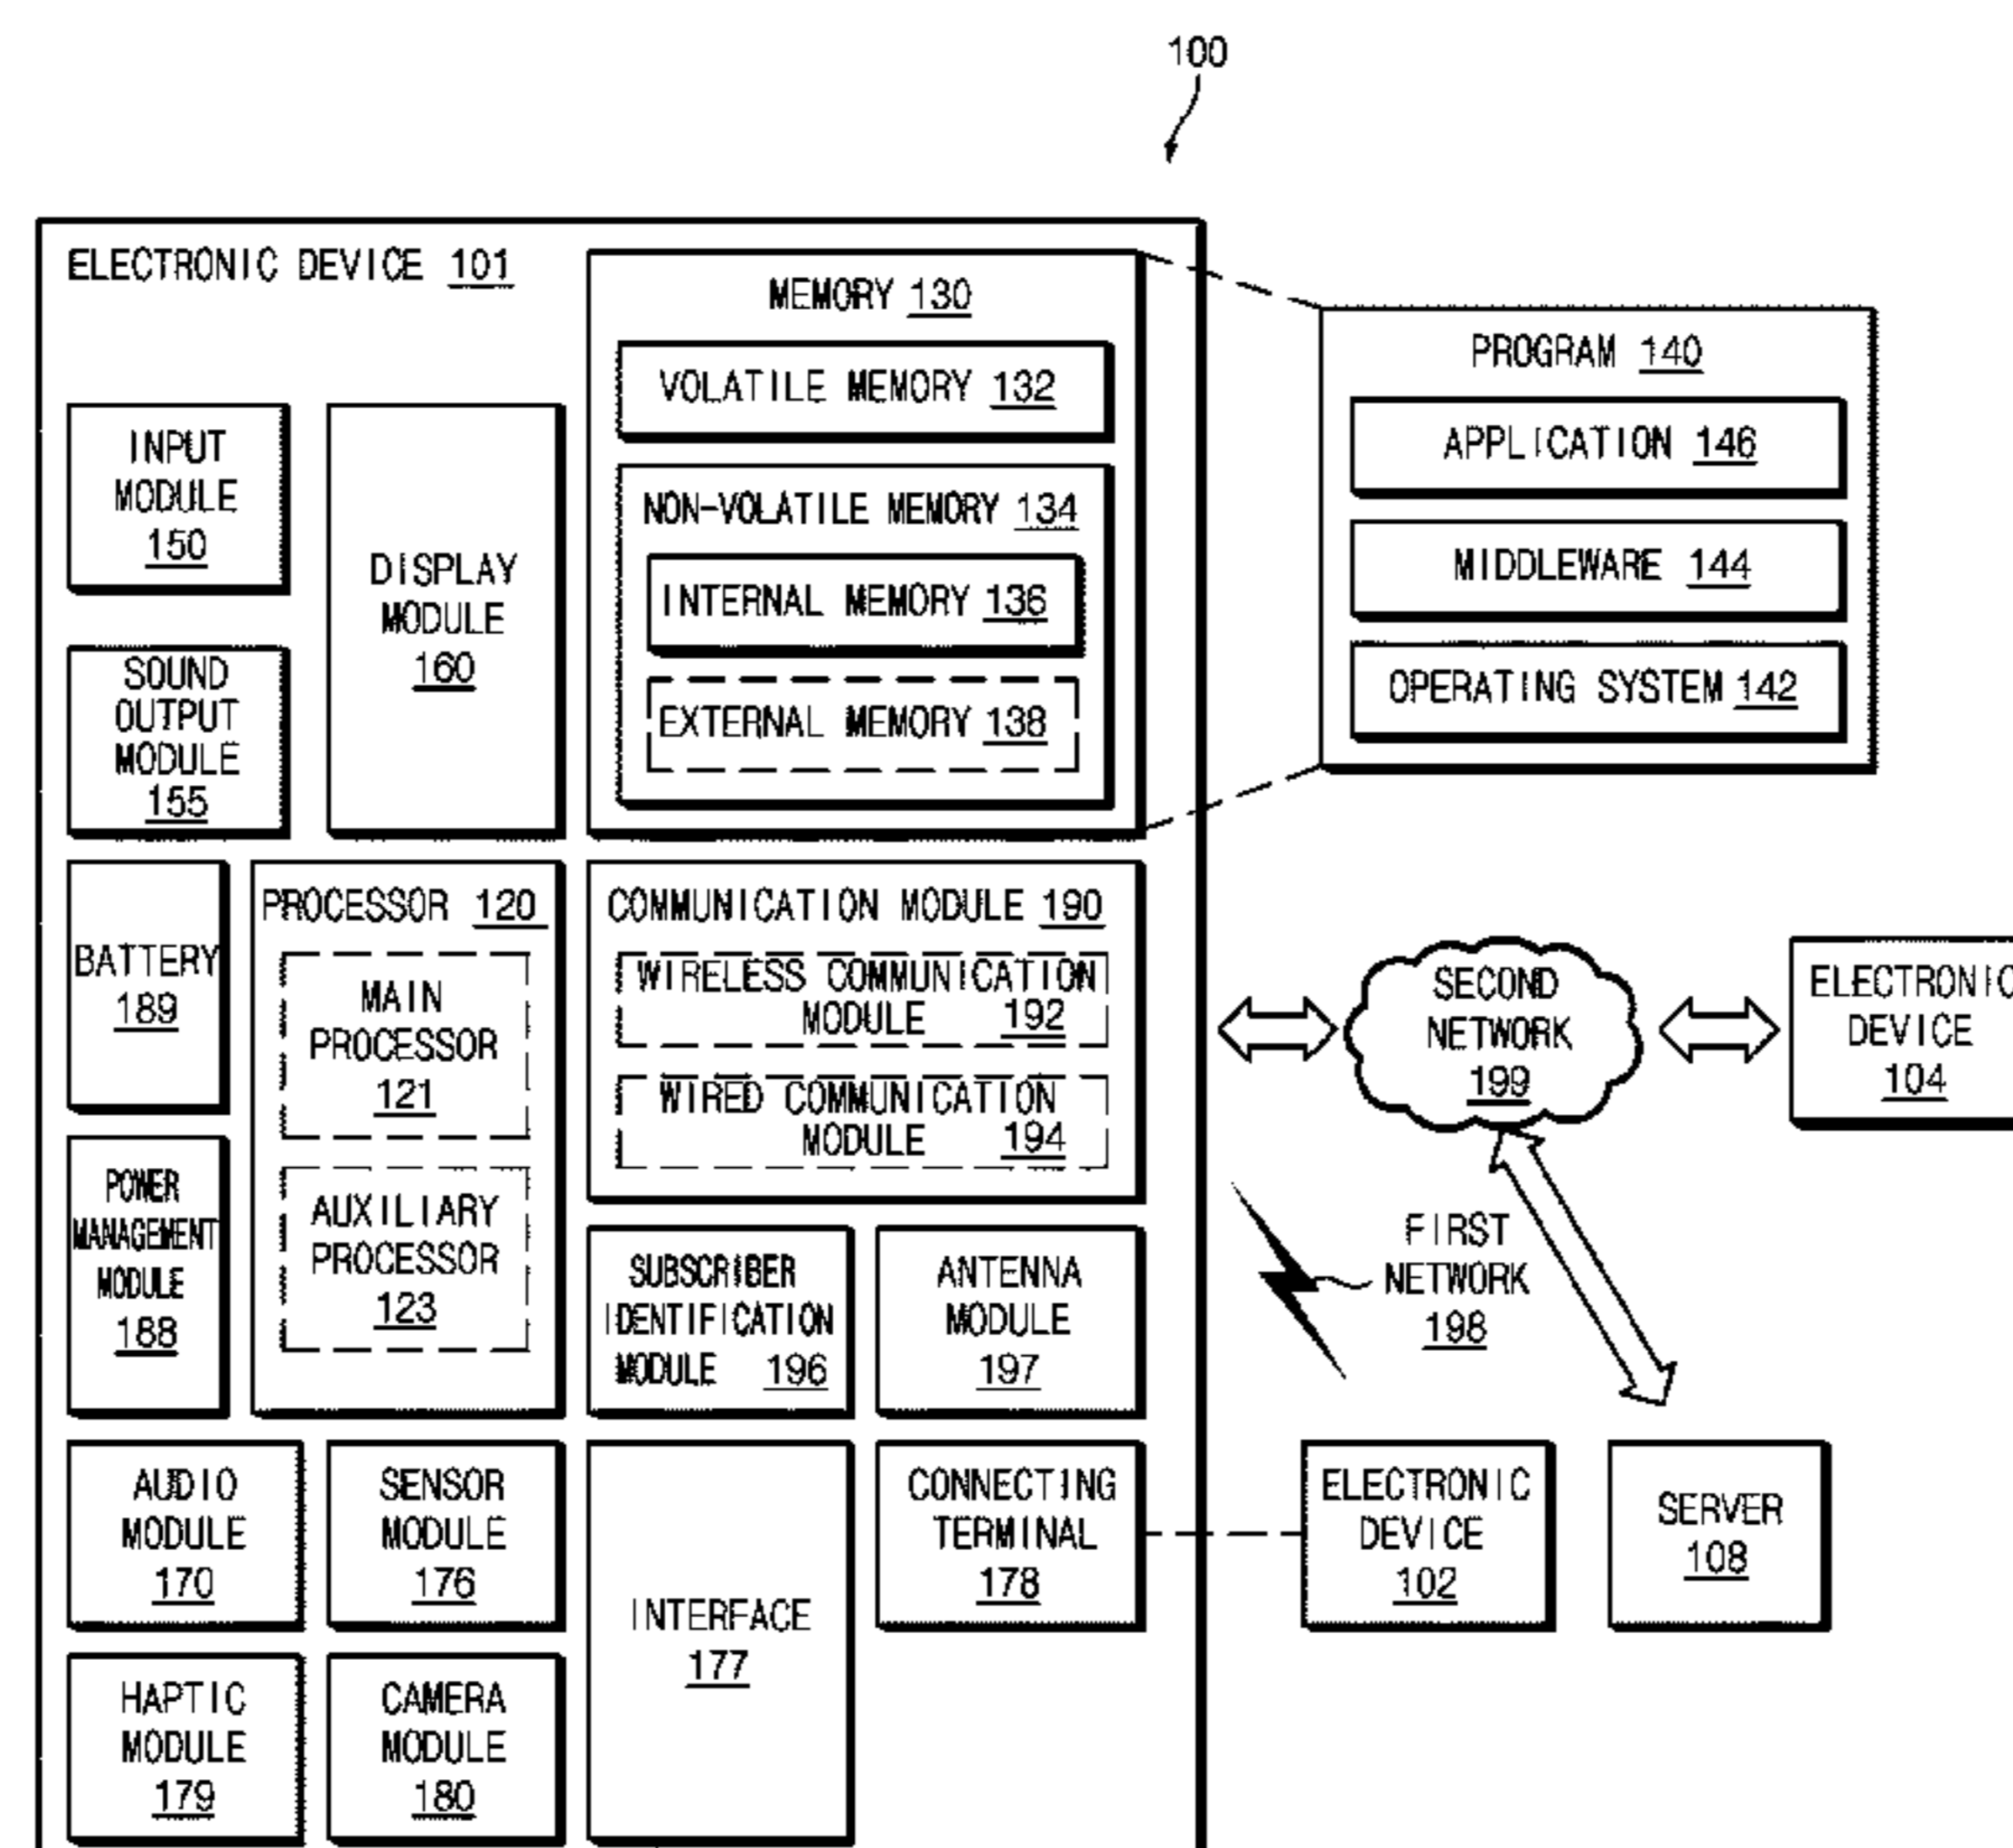 100
ELECTRONIC DEVICE 101
MEMORY 130
VOLATILE MEMORY 132
NON-VOLATILE MEMORY 134
INTERNAL MEMORY 136
EXTERNAL MEMORY 138
PROGRAM 140
APPLICATION 146
MIDDLEWARE 144
OPERATING SYSTEM 142
INPUT
MODULE
150
SOUND
OUTPUT
MODULE
155
DISPLAY
MODULE
160
BATTERY
189
POWER
MANAGEMENT
MODULE
188
PROCESSOR 120
MAIN
PROCESSOR
121
AUXILIARY
PROCESSOR
123
COMMUNICATION MODULE 190
WIRELESS COMMUNICATION
MODULE 192
WIRED COMMUNICATION
MODULE 194
SUBSCRIBER
IDENTIFICATION
MODULE 196
ANTENNA
MODULE
197
SECOND
NETWORK
199
ELECTRONIC
DEVICE
104
FIRST
NETWORK
198
AUDIO
MODULE
170
SENSOR
MODULE
176
INTERFACE
177
CONNECTING
TERMINAL
178
ELECTRONIC
DEVICE
102
SERVER
108
HAPTIC
MODULE
179
CAMERA
MODULE
180